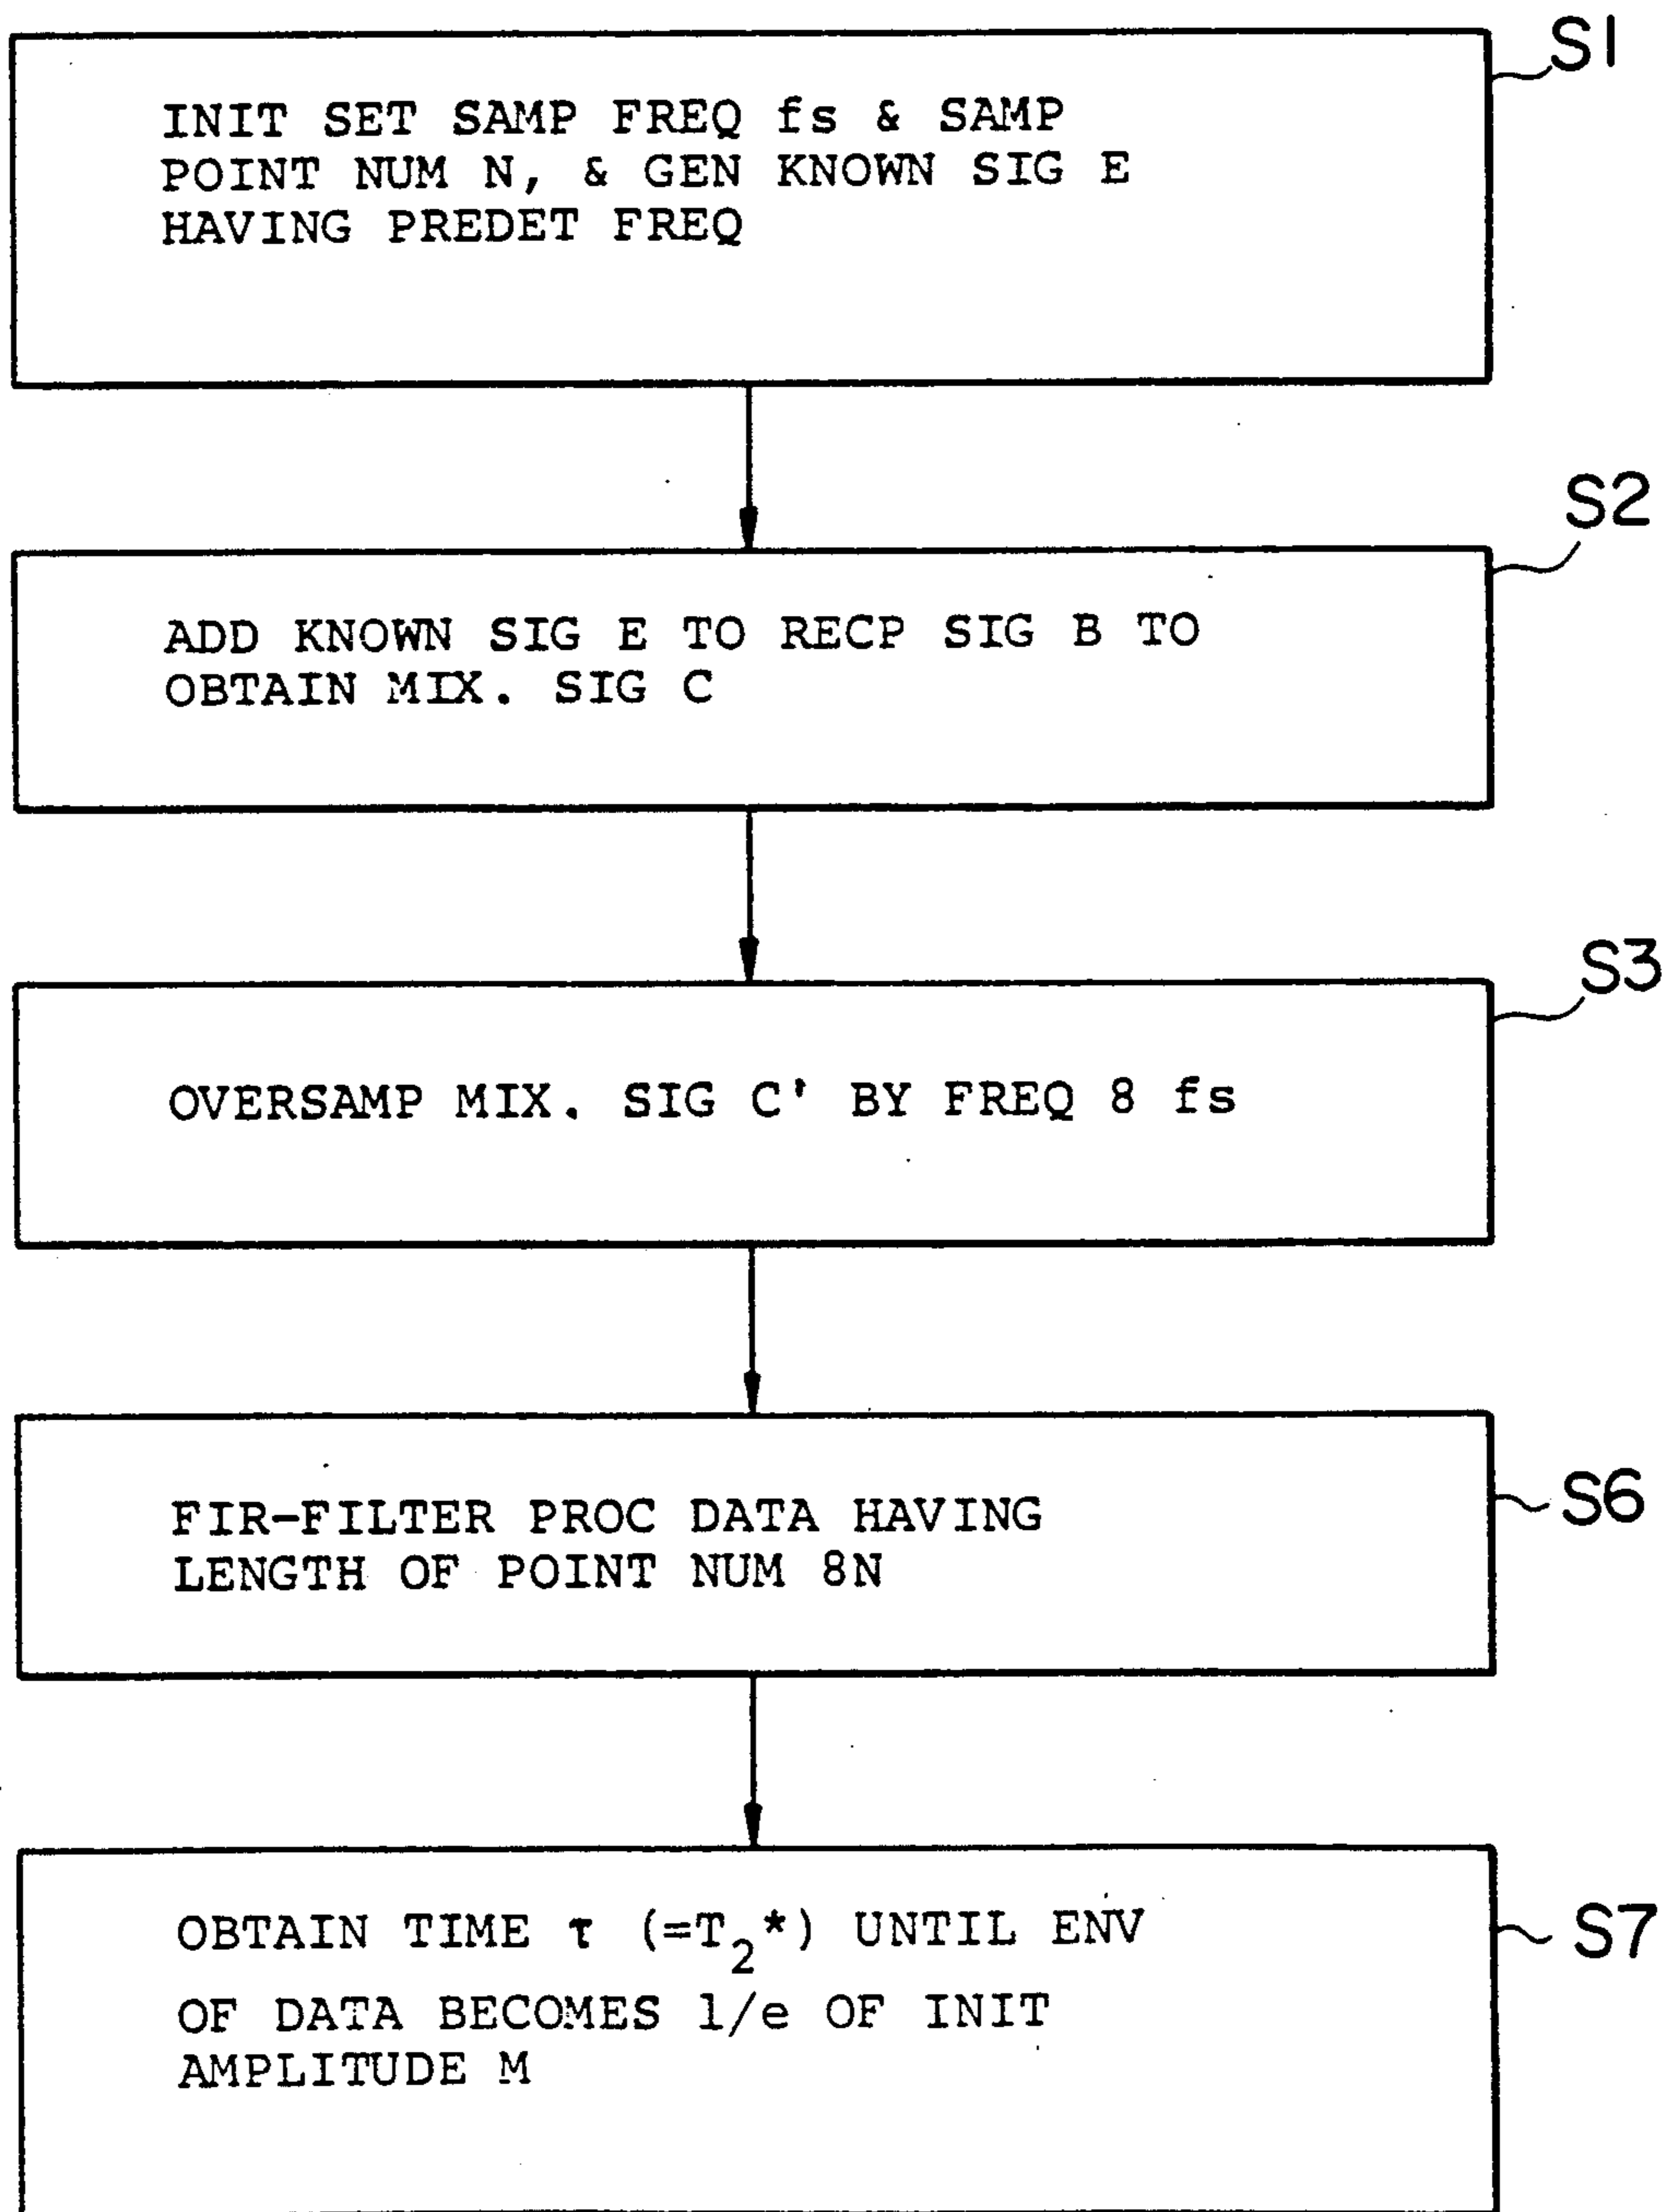 S1
INIT SET SAMP FREQ fs & SAMP
POINT NUM N, & GEN KNOWN SIG E
HAVING PREDET FREQ
S2
ADD KNOWN SIG E TO RECP SIG B TO
OBTAIN MIX. SIG C
S3
OVERSAMP MIX. SIG C' BY FREQ 8 fs
S6
FIR-FILTER PROC DATA HAVING
LENGTH OF POINT NUM 8N
S7
OBTAIN TIME τ (=T₂*) UNTIL ENV
OF DATA BECOMES 1/e OF INIT
AMPLITUDE M